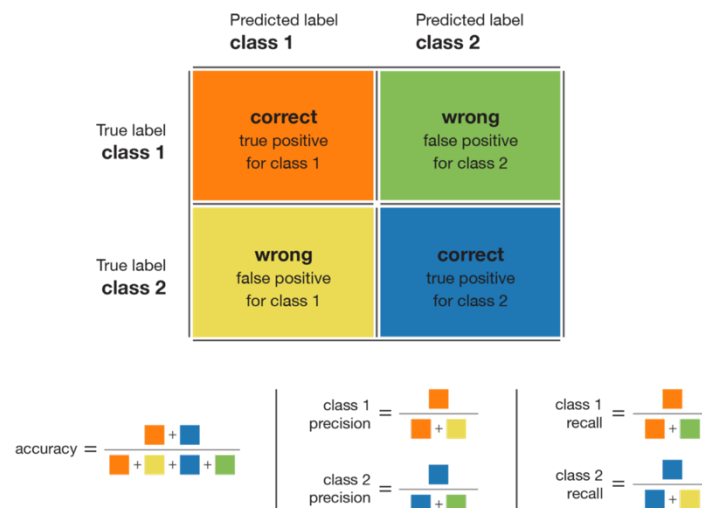 Predicted label
class 1
Predicted label
class 2
True label
class 1
correct
true positive
for class 1
wrong
false positive
for class 2
True label
class 2
wrong
false positive
for class 1
correct
true positive
for class 2
accuracy =
+
+ + +
class 1
precision =
+
class 2
precision =
+
class 1
recall =
+
class 2
recall =
+